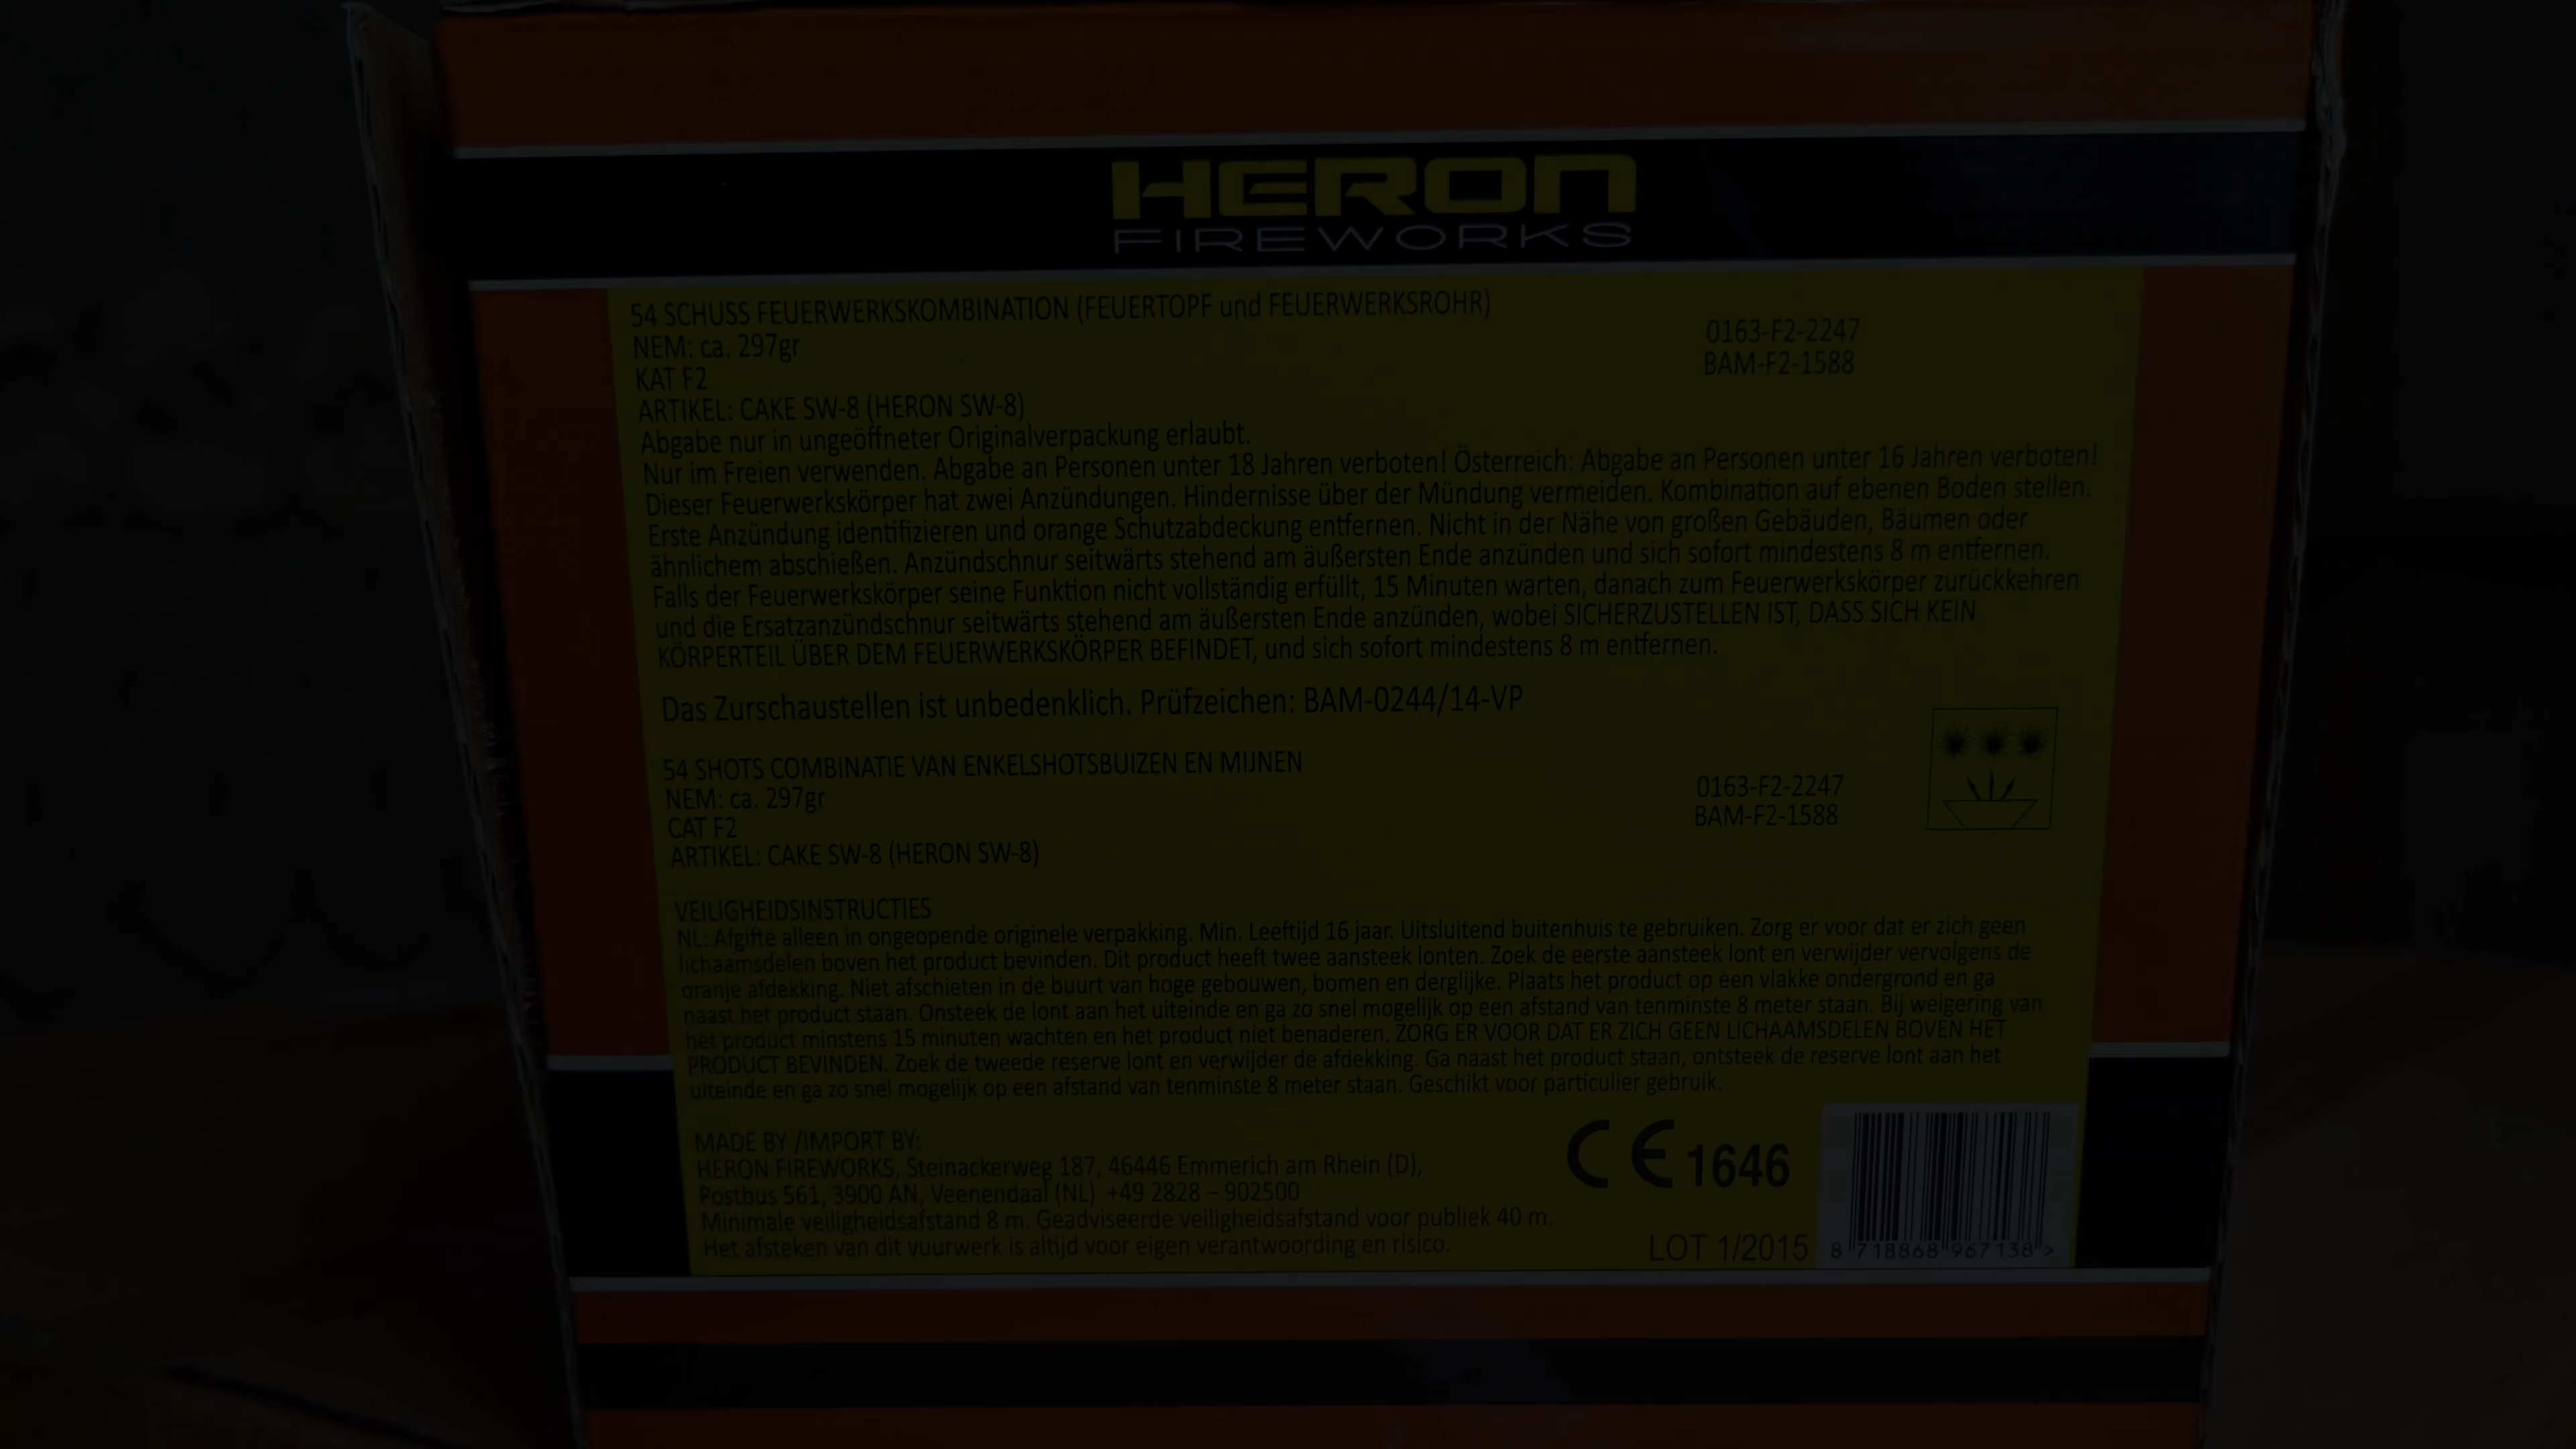 HERON
FIREWORKS
54 SCHUSS FEUERWERKSKOMBINATION (FEUERTOPF und FEUERWERKSROHR)
NEM: ca. 297gr
KAT F2
0163-F2-2247
BAM-F2-1588
ARTIKEL: CAKE SW-8 (HERON SW-8)
Abgabe nur in ungeöffneter Originalverpackung erlaubt.
Nur im Freien verwenden. Abgabe an Personen unter 18 Jahren verboten! Österreich: Abgabe an Personen unter 16 Jahren verboten!
Dieser Feuerwerkskörper hat zwei Anzündungen. Hindernisse über der Mündung vermeiden. Kombination auf ebenen Boden stellen.
Erste Anzündung identifizieren und orange Schutzabdeckung entfernen. Nicht in der Nähe von großen Gebäuden, Bäumen oder
ähnlichem abschießen. Anzündschnur seitwärts stehend am äußersten Ende anzünden und sich sofort mindestens 8 m entfernen.
Falls der Feuerwerkskörper seine Funktion nicht vollständig erfüllt, 15 Minuten warten, danach zum Feuerwerkskörper zurückkehren
und die Ersatzanzündschnur seitwärts stehend am äußersten Ende anzünden, wobei SICHERZUSTELLEN IST, DASS SICH KEIN
KÖRPERTEIL ÜBER DEM FEUERWERKSKÖRPER BEFINDET, und sich sofort mindestens 8 m entfernen.
Das Zurschaustellen ist unbedenklich. Prüfzeichen: BAM-0244/14-VP
54 SHOTS COMBINATIE VAN ENKELSHOTSBUIZEN EN MIJNEN
NEM: ca. 297gr
CAT F2
0163-F2-2247
BAM-F2-1588
ARTIKEL: CAKE SW-8 (HERON SW-8)
VEILIGHEIDSINSTRUCTIES
NL: Afgifte alleen in ongeopende originele verpakking. Min. Leeftijd 16 jaar. Uitsluitend buitenhuis te gebruiken. Zorg er voor dat er zich geen
lichaamsdelen boven het product bevinden. Dit product heeft twee aansteek lonten. Zoek de eerste aansteek lont en verwijder vervolgens de
oranje afdekking. Niet afschieten in de buurt van hoge gebouwen, bomen en derglijke. Plaats het product op een vlakke ondergrond en ga
naast het product staan. Onsteek de lont aan het uiteinde en ga zo snel mogelijk op een afstand van tenminste 8 meter staan. Bij weigering van
het product minstens 15 minuten wachten en het product niet benaderen. ZORG ER VOOR DAT ER ZICH GEEN LICHAAMSDELEN BOVEN HET
PRODUCT BEVINDEN. Zoek de tweede reserve lont en verwijder de afdekking. Ga naast het product staan, ontsteek de reserve lont aan het
uiteinde en ga zo snel mogelijk op een afstand van tenminste 8 meter staan. Geschikt voor particulier gebruik.
MADE BY /IMPORT BY:
HERON FIREWORKS, Steinackerweg 187, 46446 Emmerich am Rhein (D),
Postbus 561, 3900 AN, Veenendaal (NL) +49 2828 – 902500
Minimale veiligheidsafstand 8 m. Geadviseerde veiligheidsafstand voor publiek 40 m.
Het afsteken van dit vuurwerk is altijd voor eigen verantwoording en risico.
CE 1646
LOT 1/2015
8 718868 967138 >